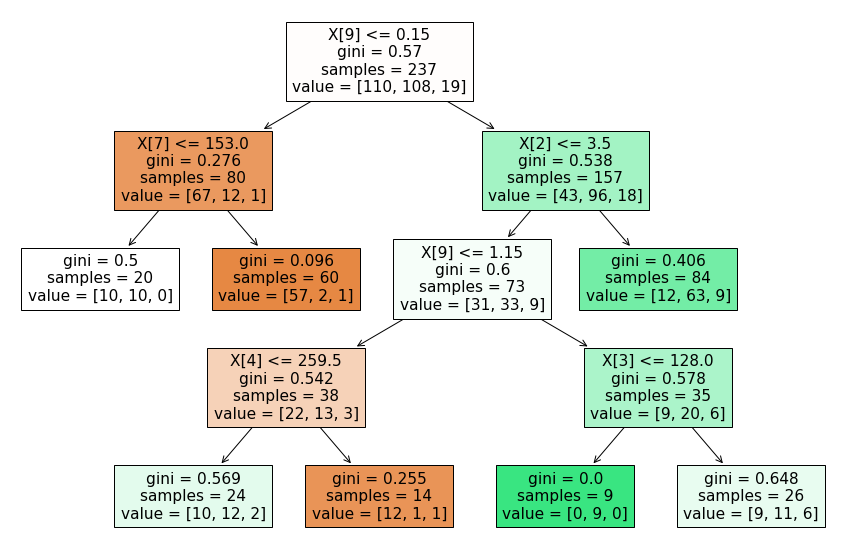 X[9] <= 0.15
gini = 0.57
samples = 237
value = [110, 108, 19]
X[7] <= 153.0
gini = 0.276
samples = 80
value = [67, 12, 1]
X[2] <= 3.5
gini = 0.538
samples = 157
value = [43, 96, 18]
gini = 0.5
samples = 20
value = [10, 10, 0]
gini = 0.096
samples = 60
value = [57, 2, 1]
X[9] <= 1.15
gini = 0.6
samples = 73
value = [31, 33, 9]
gini = 0.406
samples = 84
value = [12, 63, 9]
X[4] <= 259.5
gini = 0.542
samples = 38
value = [22, 13, 3]
X[3] <= 128.0
gini = 0.578
samples = 35
value = [9, 20, 6]
gini = 0.569
samples = 24
value = [10, 12, 2]
gini = 0.255
samples = 14
value = [12, 1, 1]
gini = 0.0
samples = 9
value = [0, 9, 0]
gini = 0.648
samples = 26
value = [9, 11, 6]